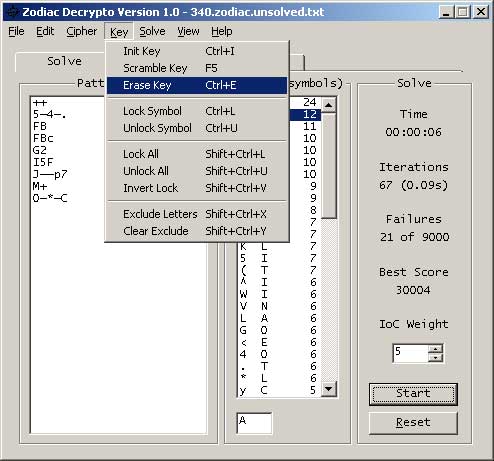 Zodiac Decrypto Version 1.0 - 340.zodiac.unsolved.txt
File Edit Cipher Key Solve View Help
Init Key Ctrl+I
Scramble Key F5
Erase Key Ctrl+E
Lock Symbol Ctrl+L
Unlock Symbol Ctrl+U
Lock All Shift+Ctrl+L
Unlock All Shift+Ctrl+U
Invert Lock Shift+Ctrl+V
Exclude Letters Shift+Ctrl+X
Clear Exclude Shift+Ctrl+Y
Solve
Patt
++
5-4-.
FB
FBc
G2
I5F
J--p7
M+
O-*-C
symbols)
24
12
11
10
10
10
9
9
8
7
7
K L 7
5 I 7
( T 7
^ I 6
W I 6
V N 6
L A 6
G O 6
< E 6
4 O 6
. T 6
* L 6
y C 5
A
Solve
Time
00:00:06
Iterations
67 (0.09s)
Failures
21 of 9000
Best Score
30004
IoC Weight
5
Start
Reset